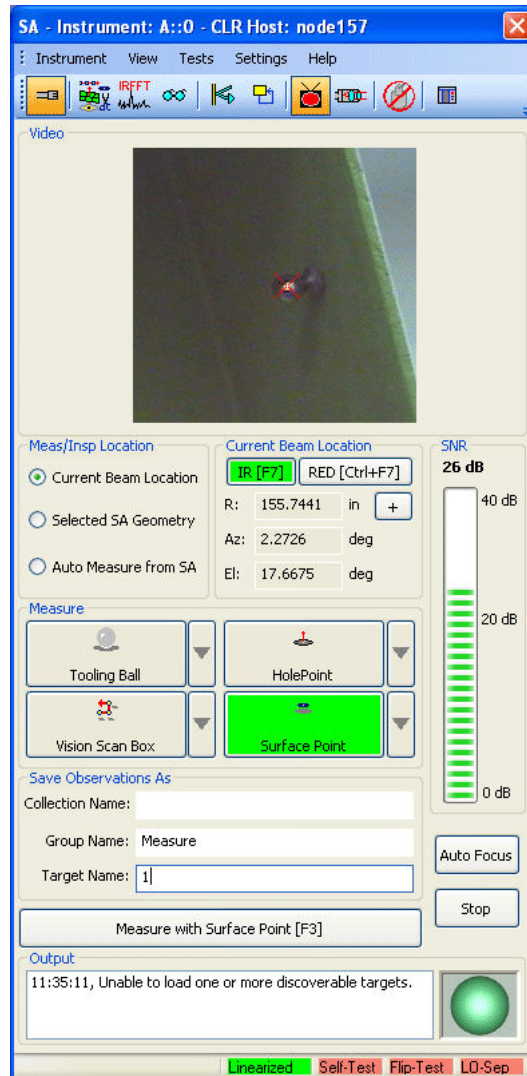 SA - Instrument: A::0 - CLR Host: node157
Instrument View Tests Settings Help
IRFFT
Video
Meas/Insp Location
Current Beam Location
Selected SA Geometry
Auto Measure from SA
Current Beam Location
IR [F7] RED [Ctrl+F7]
R: 155.7441 in +
Az: 2.2726 deg
El: 17.6675 deg
SNR
26 dB
40 dB
20 dB
0 dB
Measure
Tooling Ball
HolePoint
Vision Scan Box
Surface Point
Save Observations As
Collection Name:
Group Name: Measure
Target Name: 1
Auto Focus
Stop
Measure with Surface Point [F3]
Output
11:35:11, Unable to load one or more discoverable targets.
Linearized Self-Test Flip-Test LO-Sep